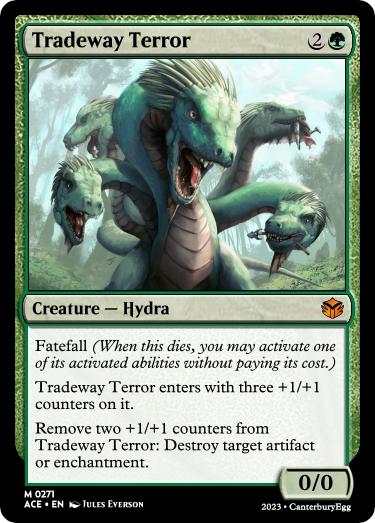 Tradeway Terror 2
Creature — Hydra
Fatefall (When this dies, you may activate one
of its activated abilities without paying its cost.)
Tradeway Terror enters with three +1/+1
counters on it.
Remove two +1/+1 counters from
Tradeway Terror: Destroy target artifact
or enchantment.
0/0
M 0271
ACE • EN JULES EVERSON
2023 • CanterburyEgg